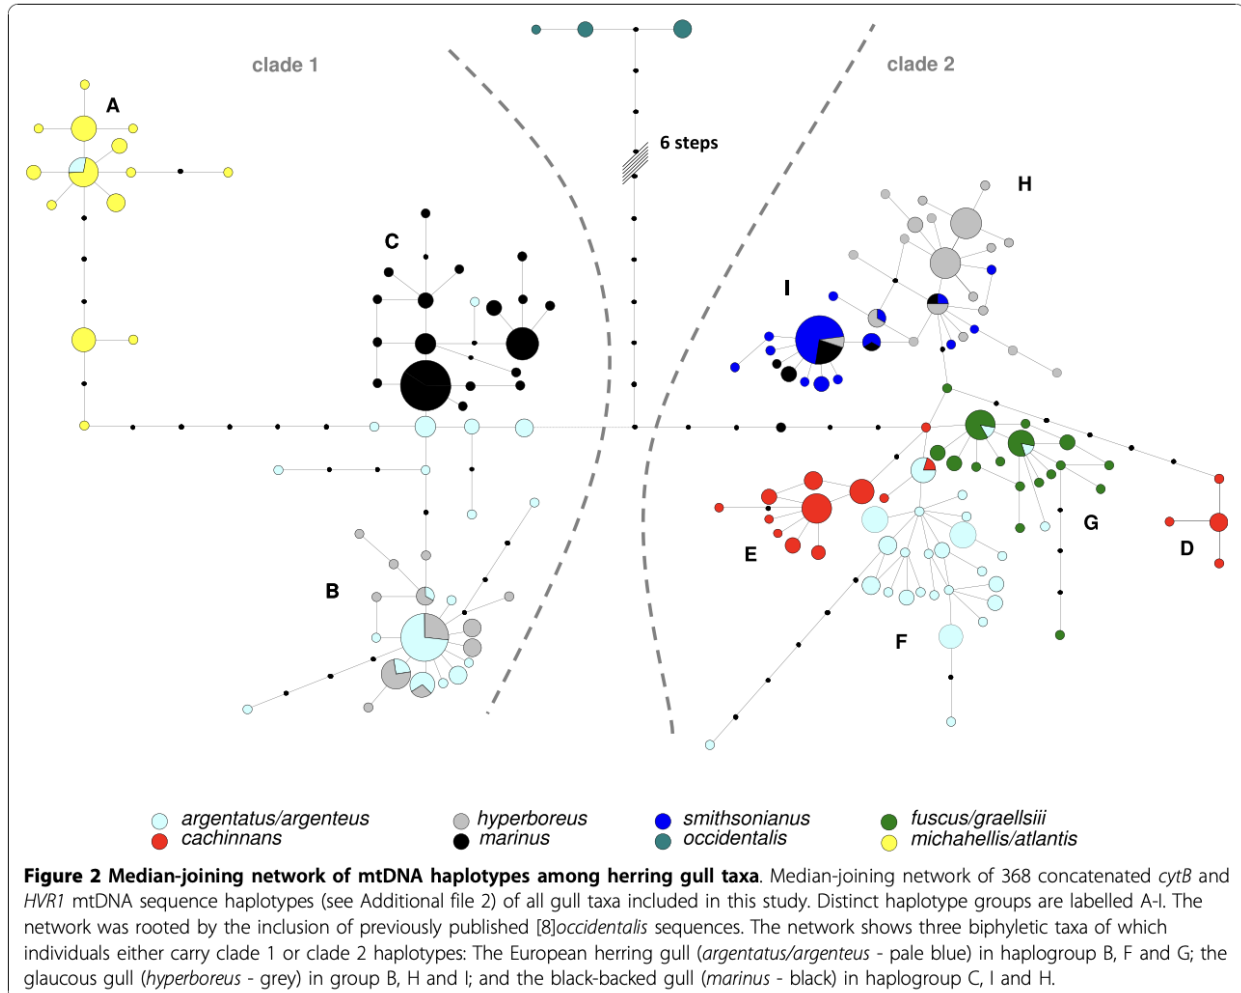 clade 1
clade 2
A
6 steps
H
C
I
E
G
D
B
F
argentatus/argenteus
hyperboreus
smithsonianus
fuscus/graellsiii
cachinnans
marinus
occidentalis
michahellis/atlantis
Figure 2 Median-joining network of mtDNA haplotypes among herring gull taxa. Median-joining network of 368 concatenated cytB and
HVR1 mtDNA sequence haplotypes (see Additional file 2) of all gull taxa included in this study. Distinct haplotype groups are labelled A-I. The
network was rooted by the inclusion of previously published [8]occidentalis sequences. The network shows three biphyletic taxa of which
individuals either carry clade 1 or clade 2 haplotypes: The European herring gull (argentatus/argenteus - pale blue) in haplogroup B, F and G; the
glaucous gull (hyperboreus - grey) in group B, H and I; and the black-backed gull (marinus - black) in haplogroup C, I and H.